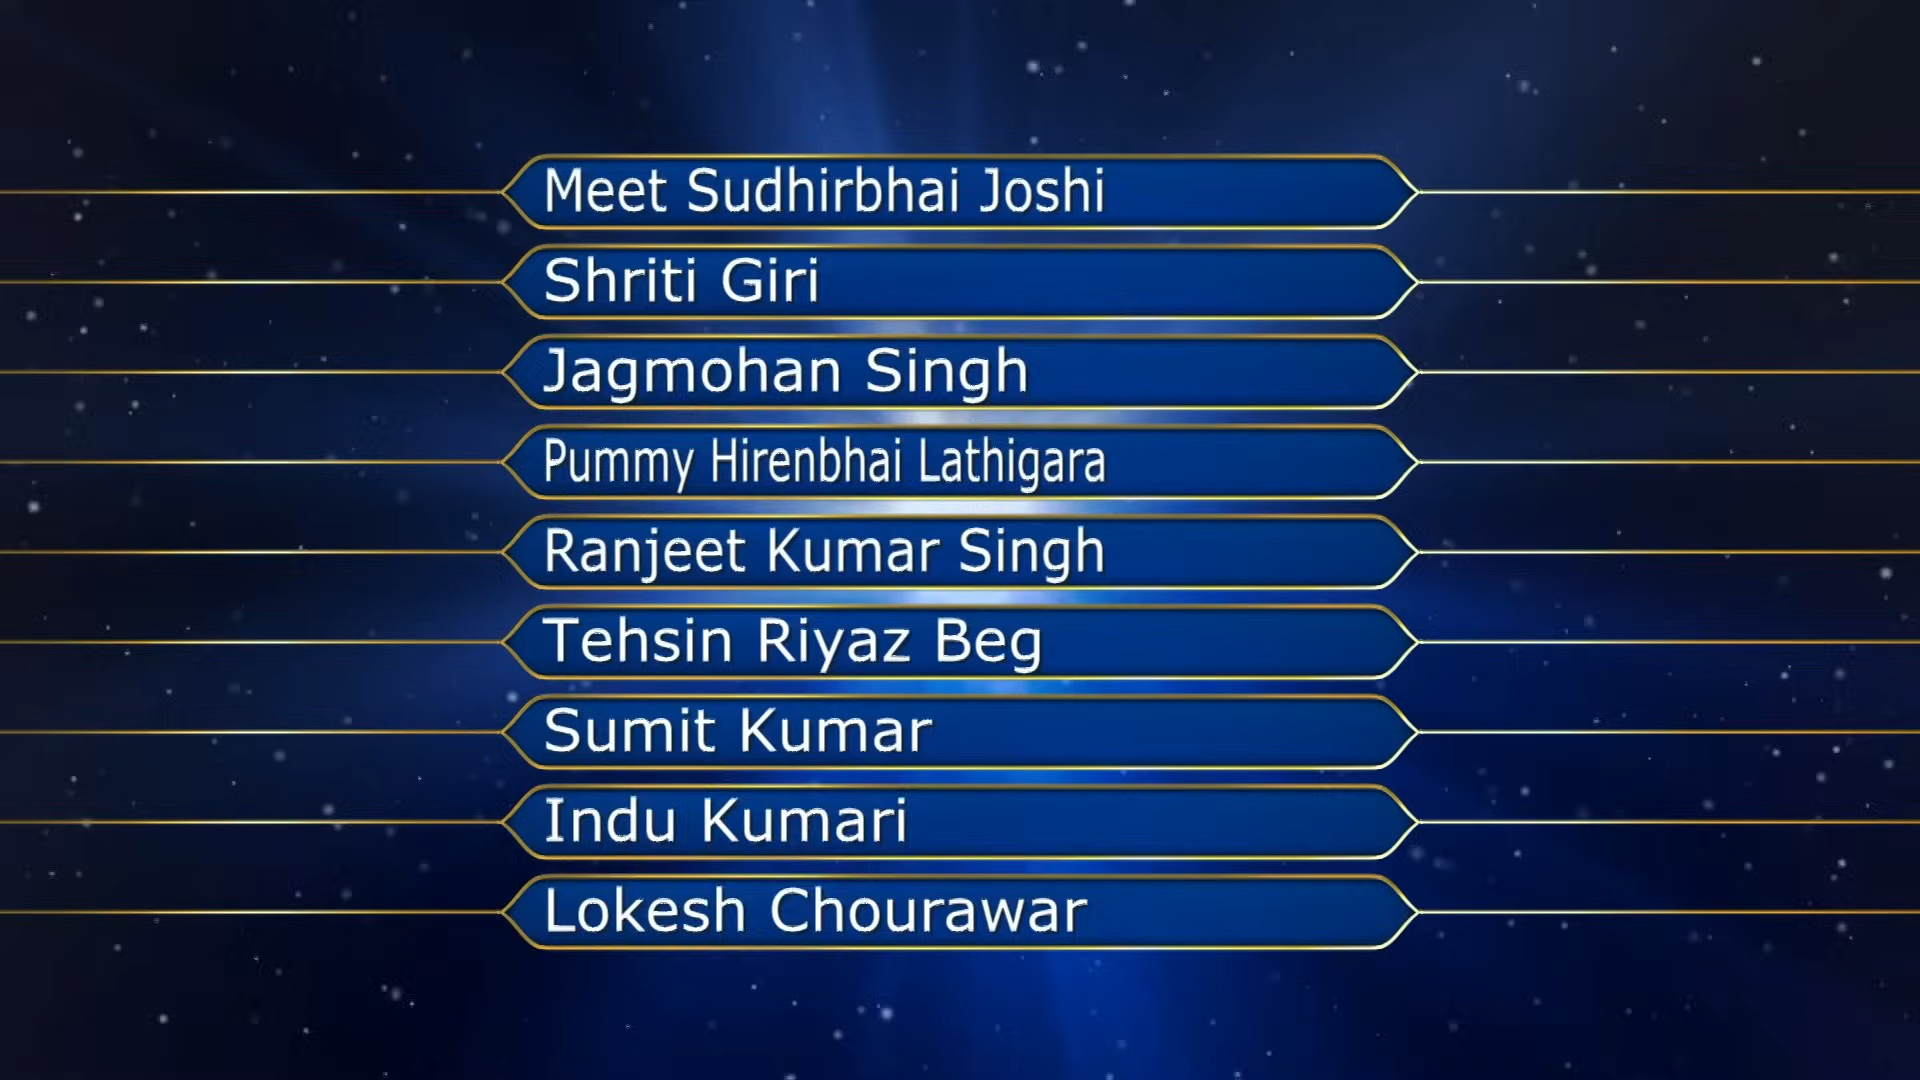 Meet Sudhirbhai Joshi
Shriti Giri
Jagmohan Singh
Pummy Hirenbhai Lathigara
Ranjeet Kumar Singh
Tehsin Riyaz Beg
Sumit Kumar
Indu Kumari
Lokesh Chourawar